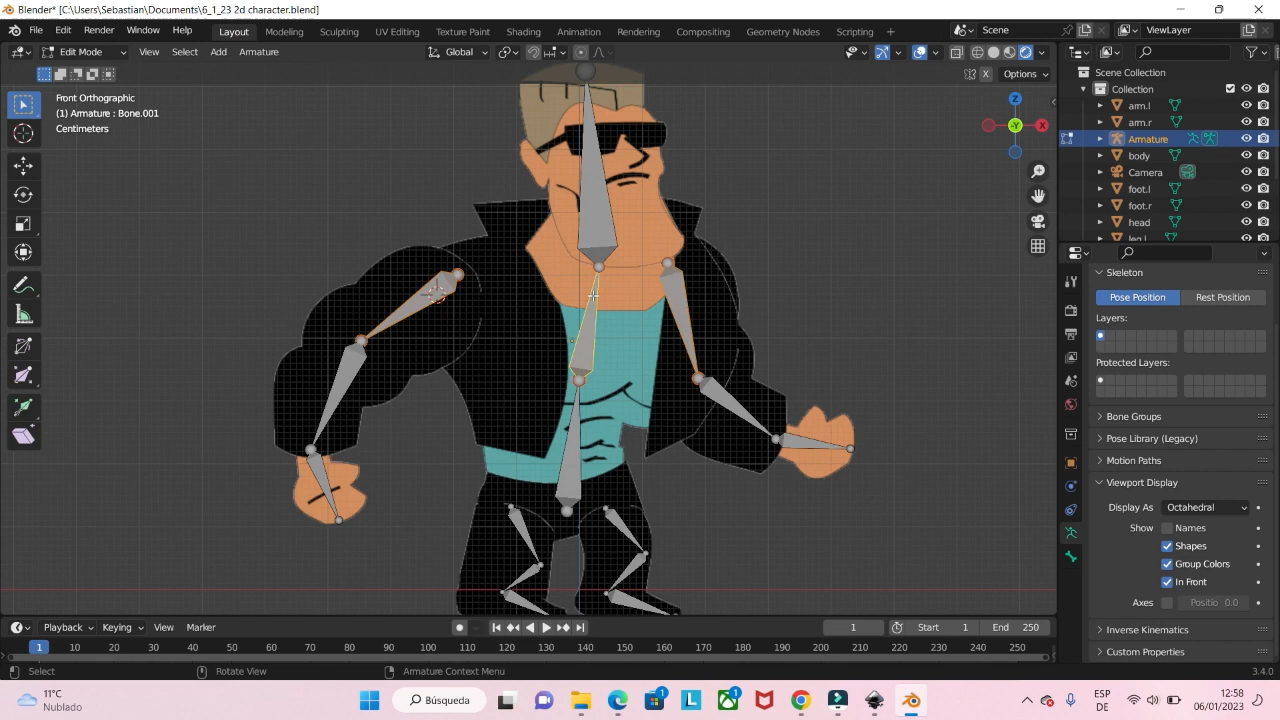 Blender* [C:\Users\Sebastian\Documents\6_1_23 2d character.blend]
File Edit Render Window Help Layout Modeling Sculpting UV Editing Texture Paint Shading Animation Rendering Compositing Geometry Nodes Scripting + Scene ViewLayer
Edit Mode View Select Add Armature Global
X Options
Front Orthographic
(1) Armature : Bone.001
Centimeters
Z
-Y
X
Scene Collection
Collection
arm.l
arm.r
Armature
body
Camera
foot.l
foot.r
head
leg.l
Skeleton
Pose Position Rest Position
Layers:
Protected Layers:
Bone Groups
Pose Library (Legacy)
Motion Paths
Viewport Display
Display As Octahedral
Show Names
Shapes
Group Colors
In Front
Axes Positio 0.0
Inverse Kinematics
Custom Properties
Playback Keying View Marker 1 Start 1 End 250
1 10 20 30 40 50 60 70 80 90 100 110 120 130 140 150 160 170 180 190 200 210 220 230 240 250
Select Rotate View Armature Context Menu 3.4.0
11°C
Nublado
Búsqueda
L
1
1
ESP
DE
12:58
06/01/2023